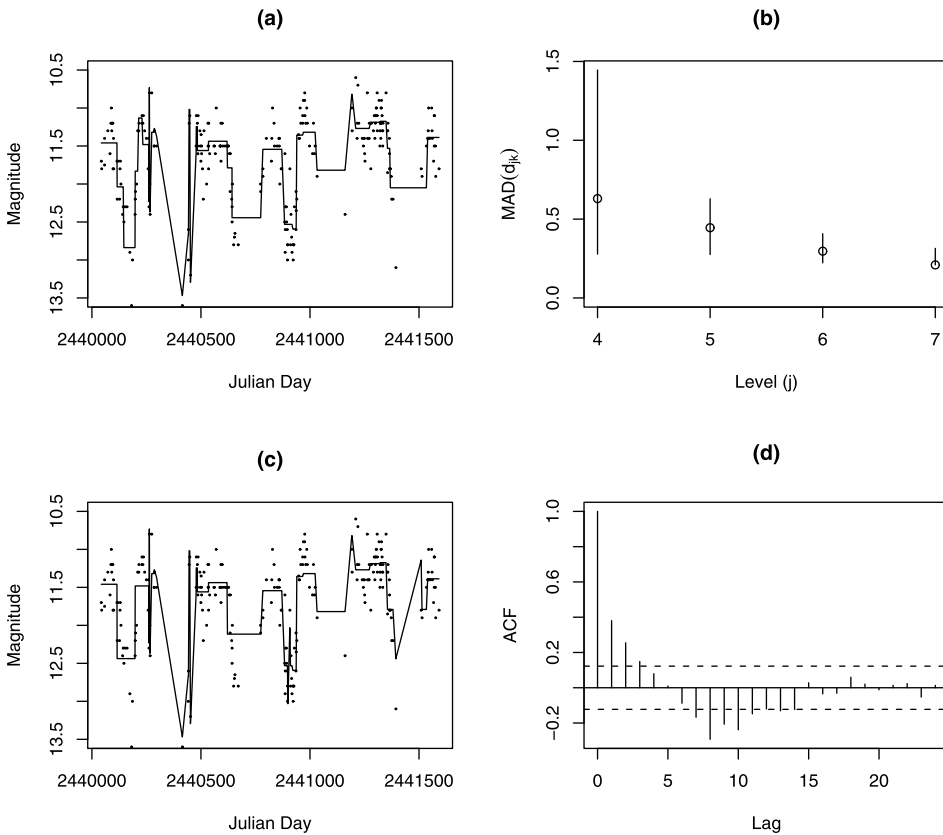 (a)
Magnitude
10.5
11.5
12.5
13.5
2440000 2440500 2441000 2441500
Julian Day
(b)
MAD(djk)
1.5
1.0
0.5
0.0
4 5 6 7
Level (j)
(c)
Magnitude
10.5
11.5
12.5
13.5
2440000 2440500 2441000 2441500
Julian Day
(d)
ACF
1.0
0.6
0.2
−0.2
0 5 10 15 20
Lag